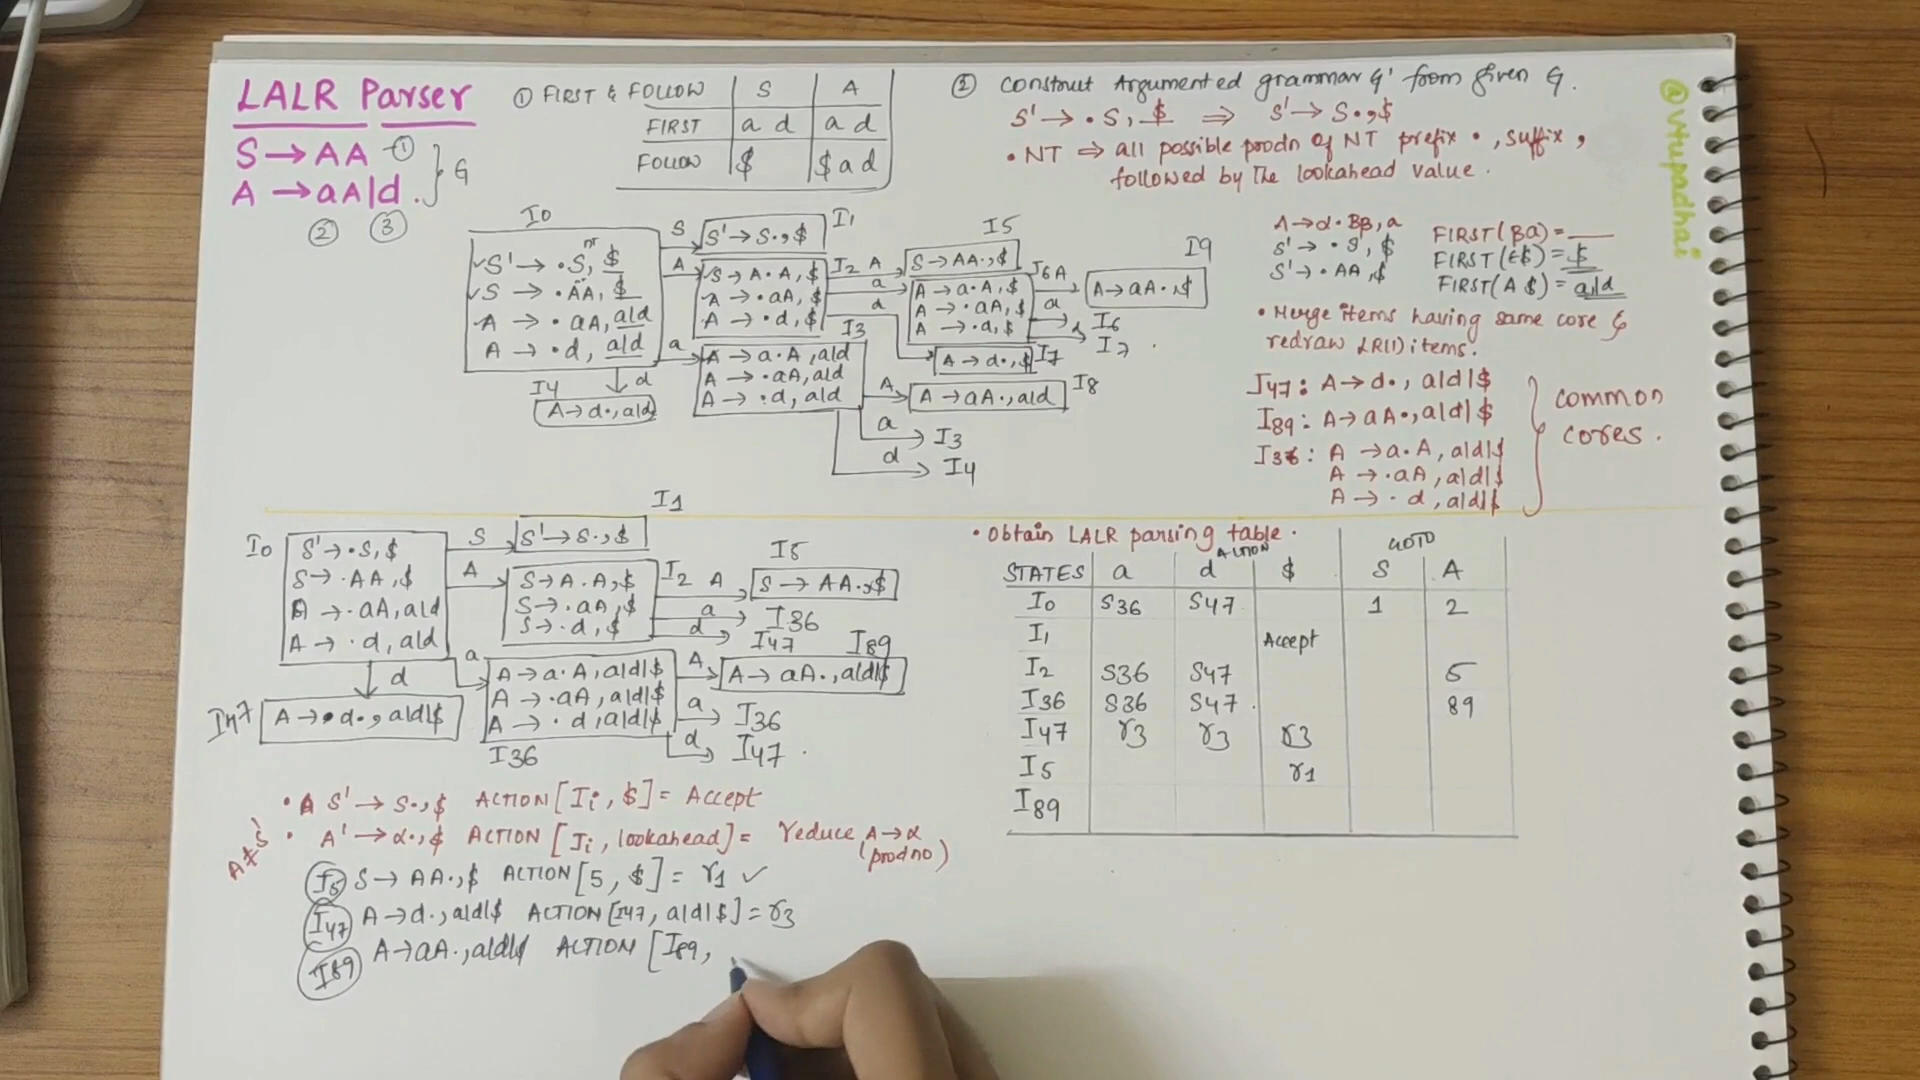 LALR Parser
S → AA - ①
A → aA|d.
② ③
G
① FIRST & FOLLOW S A
FIRST a d a d
FOLLOW $ $ a d
② Construct Argumented grammar G' from given G.
S' → •S, $ ⇒ S' → S•, $
• NT ⇒ all possible prodn of NT prefix •, suffix ,
followed by The lookahead value.
@Vtupadhai
I0
S' → •S, $
S → •AA, $
A → •aA, a|d
A → •d, a|d
S
S' → S•, $
I1
A
S → A•A, $
A → •aA, $
A → •d, $
I2
A
S → AA•, $
I5
a
A → a•A, $
A → •aA, $
A → •d, $
I6
A
A → aA•, $
I9
a I6
d I7
d
A → d•, $
I7
a
A → a•A, a|d
A → •aA, a|d
A → •d, a|d
I3
A
A → aA•, a|d
I8
a I3
d I4
d
I4
A → d•, a|d
A → α•Bβ, a FIRST(βa) =
S' → •S, $ FIRST(ε$) = $
S' → •AA, $ FIRST(A $) = a|d
• Merge items having same core &
redraw LR(1) items.
I47: A → d•, a|d|$
I89: A → aA•, a|d|$
I36: A → a•A, a|d|$
A → •aA, a|d|$
A → •d, a|d|$
common
cores.
I0
S' → •S, $
S → •AA, $
A → •aA, a|d
A → •d, a|d
S
S' → S•, $
I1
A
S → A•A, $
S → •aA, $
S → •d, $
I2
A
S → AA•, $
I5
a I36
d I47
a
A → a•A, a|d|$
A → •aA, a|d|$
A → •d, a|d|$
I36
A
A → aA•, a|d|$
I89
a I36
d I47
d
I47
A → •d•, a|d|$
• Obtain LALR parsing table.
ACTION GOTO
STATES a d $ S A
I0 S36 S47 1 2
I1 Accept
I2 S36 S47 5
I36 S36 S47 89
I47 r3 r3 r3
I5 r1
I89
• A S' → S•, $ ACTION[Ii, $] = Accept
A≠S'
• A' → α•, $ ACTION [Ii, lookahead] = reduce A → α
(prod no)
I5 S → AA•, $ ACTION[5, $] = r1 ✓
I47 A → d•, a|d|$ ACTION[I47, a|d|$] = r3
I89 A → aA•, a|d|$ ACTION [I89,